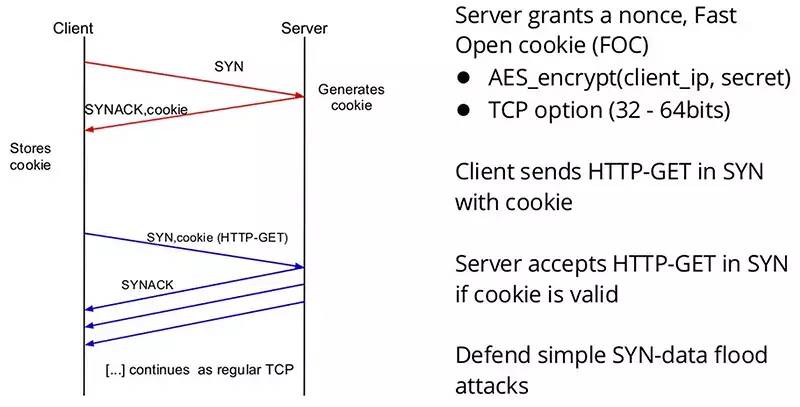 Client
Server
SYN
Generates
cookie
SYNACK,cookie
Stores
cookie
SYN,cookie (HTTP-GET)
SYNACK
[...] continues as regular TCP
Server grants a nonce, Fast
Open cookie (FOC)
● AES_encrypt(client_ip, secret)
● TCP option (32 - 64bits)
Client sends HTTP-GET in SYN
with cookie
Server accepts HTTP-GET in SYN
if cookie is valid
Defend simple SYN-data flood
attacks